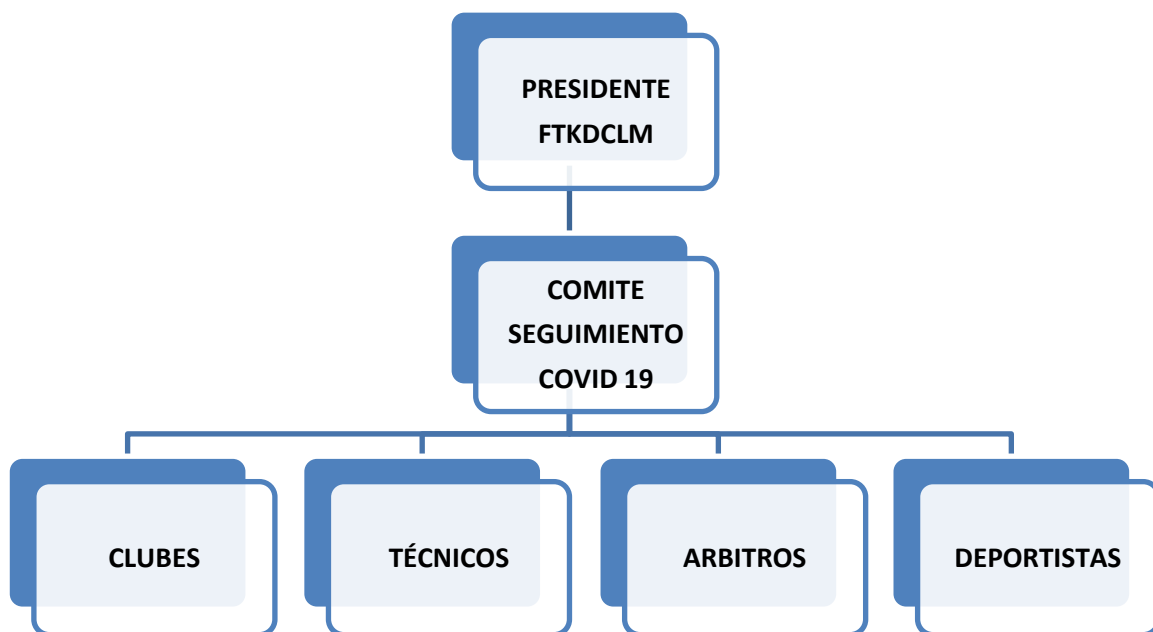 PRESIDENTE
FTKDCLM
COMITE
SEGUIMIENTO
COVID 19
CLUBES
TÉCNICOS
ARBITROS
DEPORTISTAS